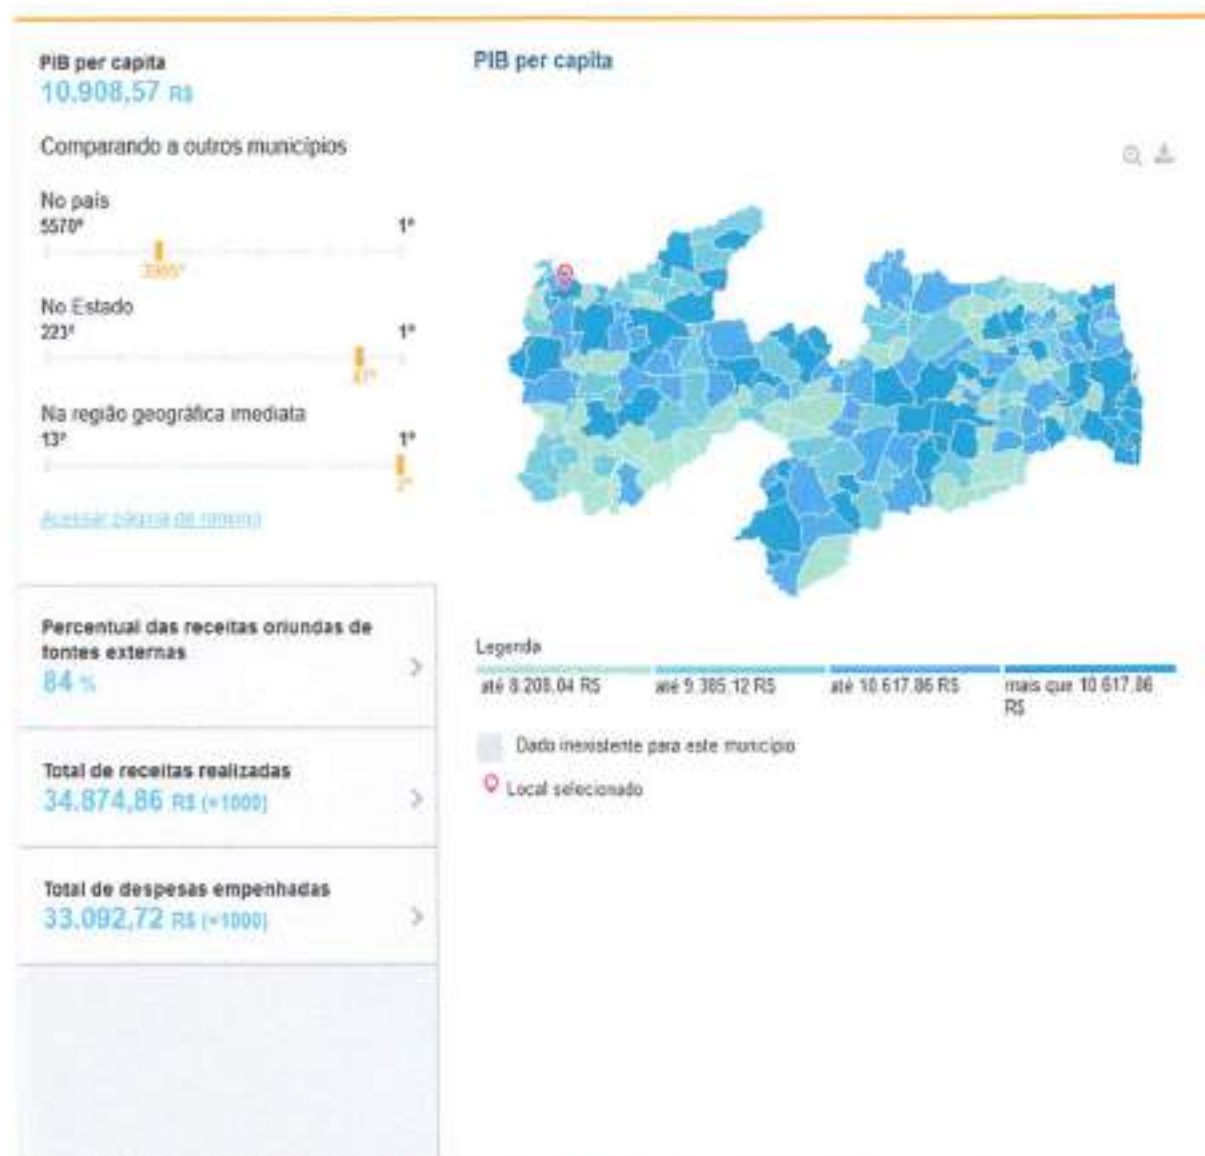 PIB per capita
10.908,57 R$
Comparando a outros municípios
No país
5570º
1º
No Estado
223º
1º
Na região geográfica imediata
13º
1º
2º
Acessar página de ranking
Percentual das receitas oriundas de
fontes externas
84 %
Total de receitas realizadas
34.874,86 R$ (×1000)
Total de despesas empenhadas
33.092,72 R$ (×1000)
PIB per capita
Legenda
até 8.208,04 R$
até 9.385,12 R$
até 10.617,86 R$
mais que 10.617,86
R$
Dado inexistente para este município
Local selecionado